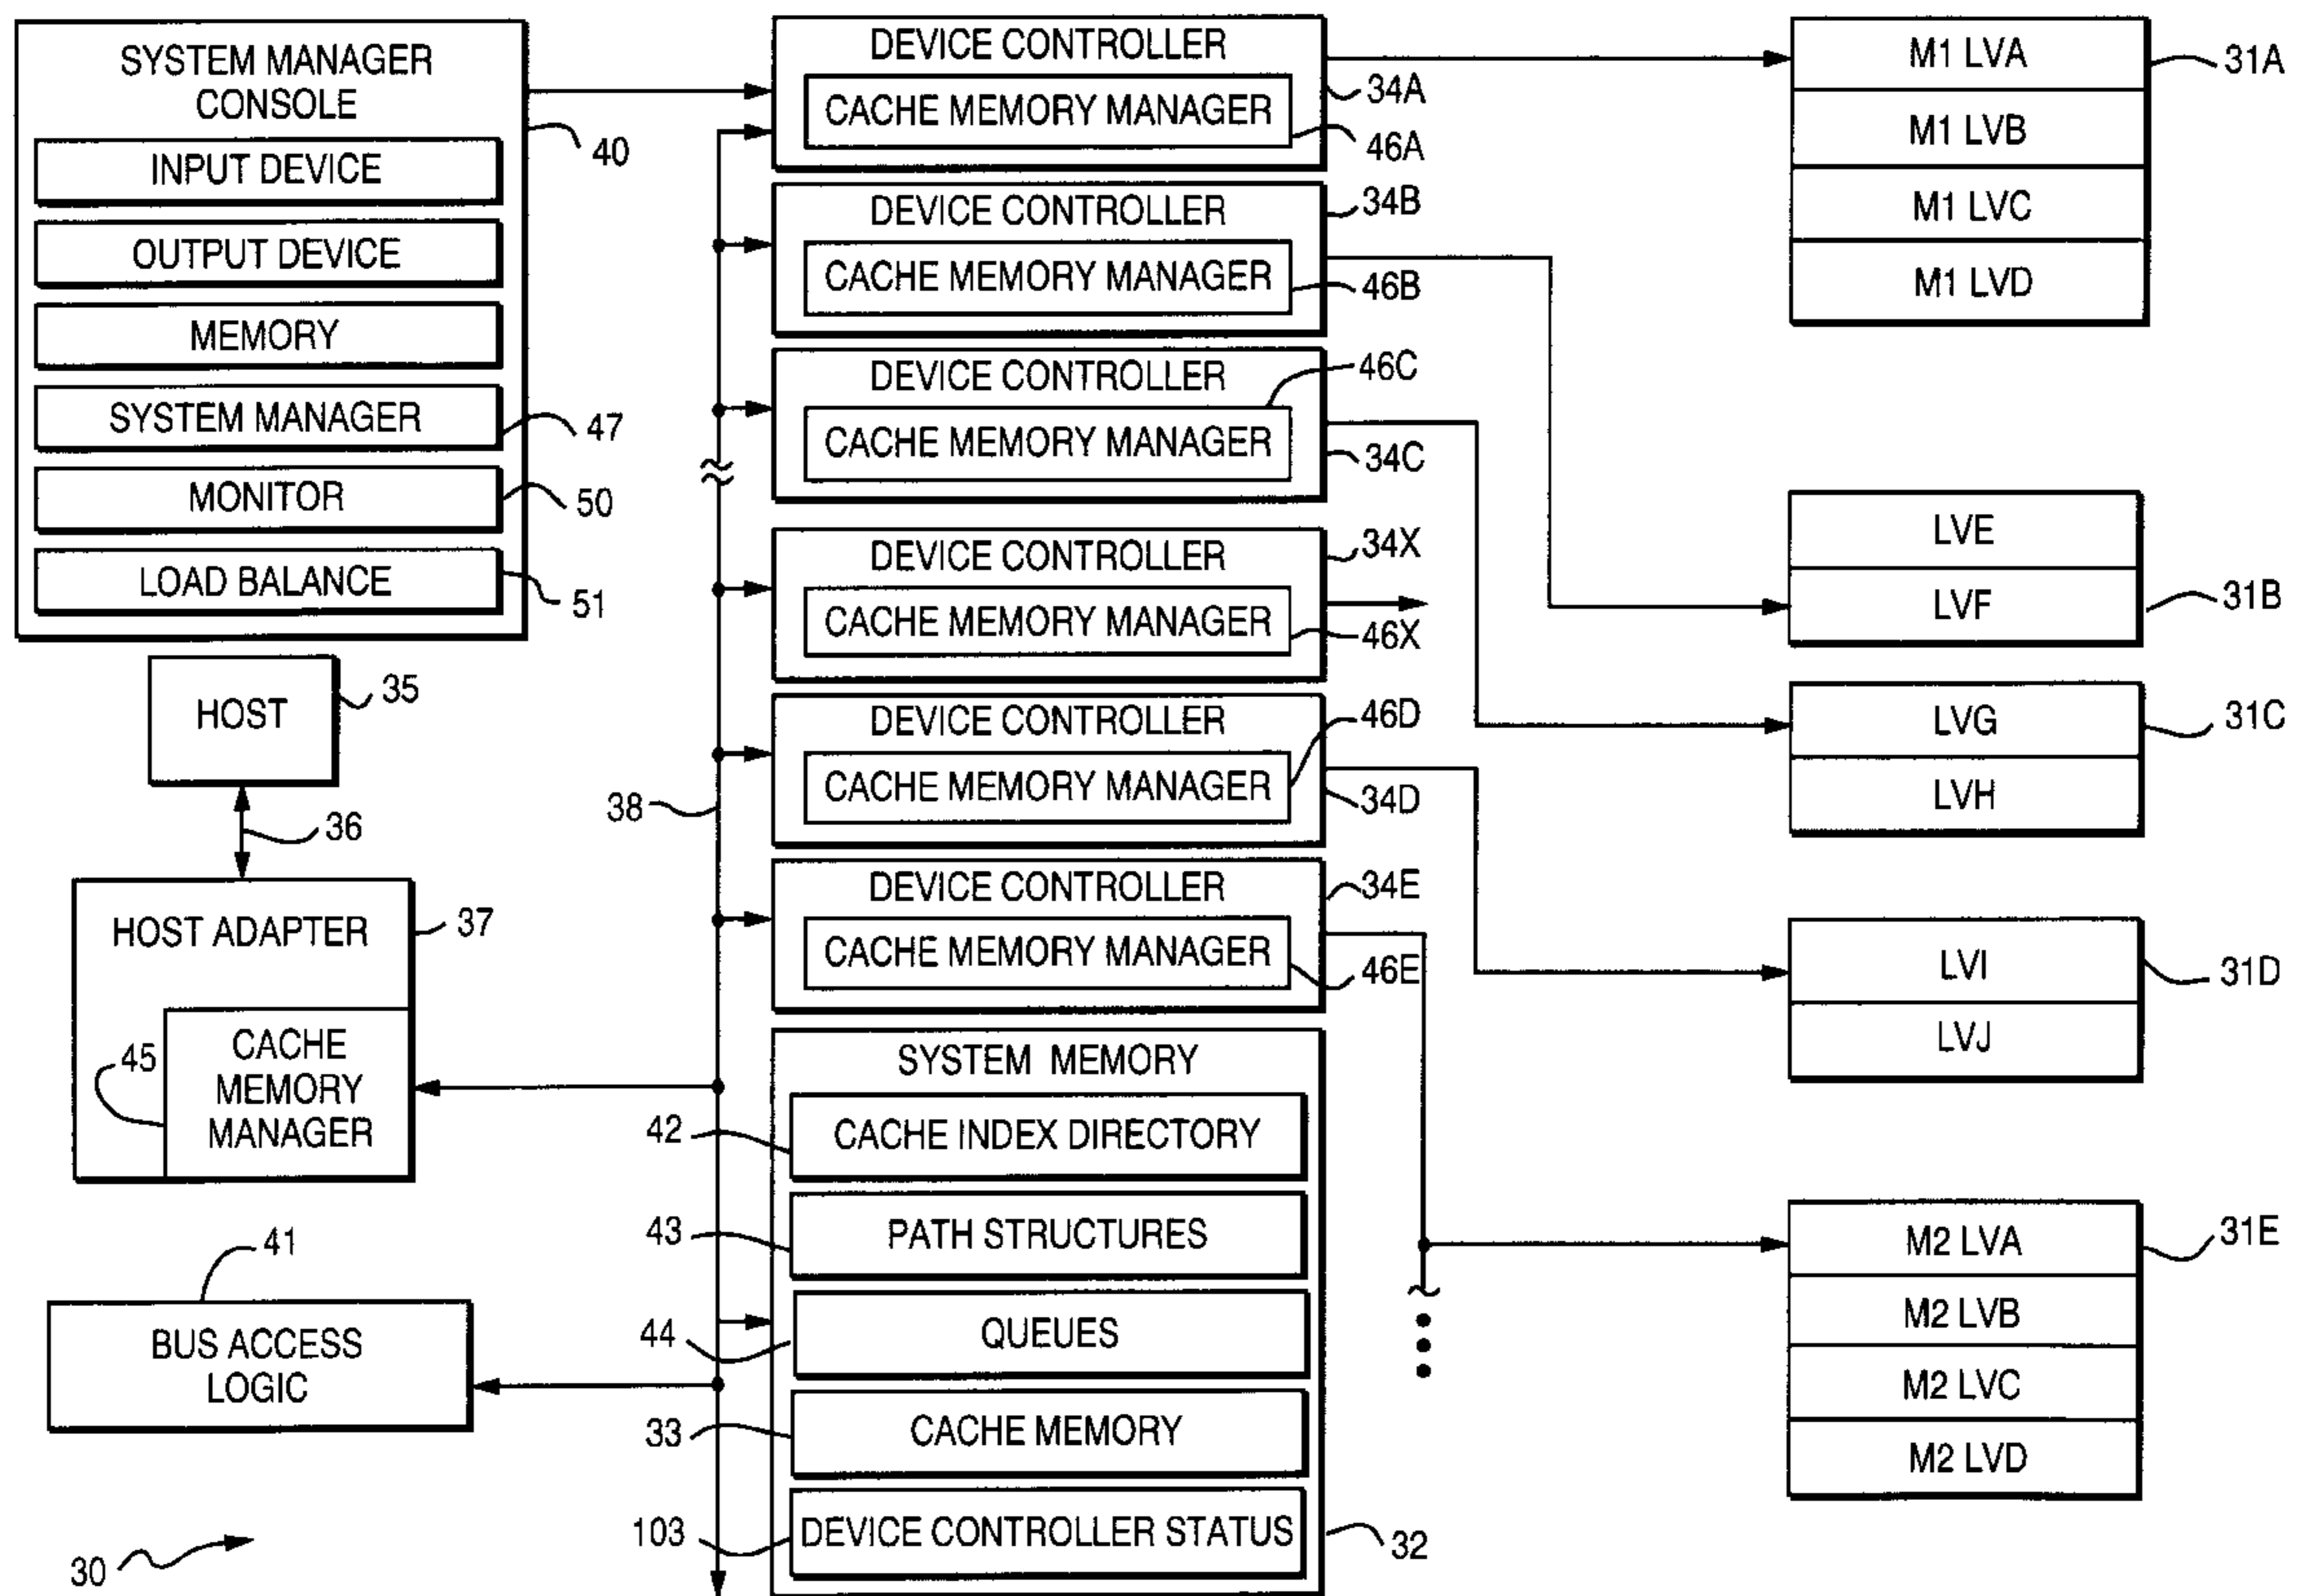 SYSTEM MANAGER
CONSOLE
40
INPUT DEVICE
OUTPUT DEVICE
MEMORY
SYSTEM MANAGER
47
MONITOR
50
LOAD BALANCE
51
HOST
35
36
HOST ADAPTER
37
45
CACHE
MEMORY
MANAGER
41
BUS ACCESS
LOGIC
30
38
DEVICE CONTROLLER
34A
CACHE MEMORY MANAGER
46A
DEVICE CONTROLLER
34B
CACHE MEMORY MANAGER
46B
DEVICE CONTROLLER
46C
CACHE MEMORY MANAGER
34C
DEVICE CONTROLLER
34X
CACHE MEMORY MANAGER
46X
DEVICE CONTROLLER
46D
CACHE MEMORY MANAGER
34D
DEVICE CONTROLLER
34E
CACHE MEMORY MANAGER
46E
SYSTEM MEMORY
42
CACHE INDEX DIRECTORY
43
PATH STRUCTURES
44
QUEUES
33
CACHE MEMORY
103
DEVICE CONTROLLER STATUS
32
M1 LVA
31A
M1 LVB
M1 LVC
M1 LVD
LVE
LVF
31B
LVG
31C
LVH
LVI
31D
LVJ
M2 LVA
31E
M2 LVB
M2 LVC
M2 LVD